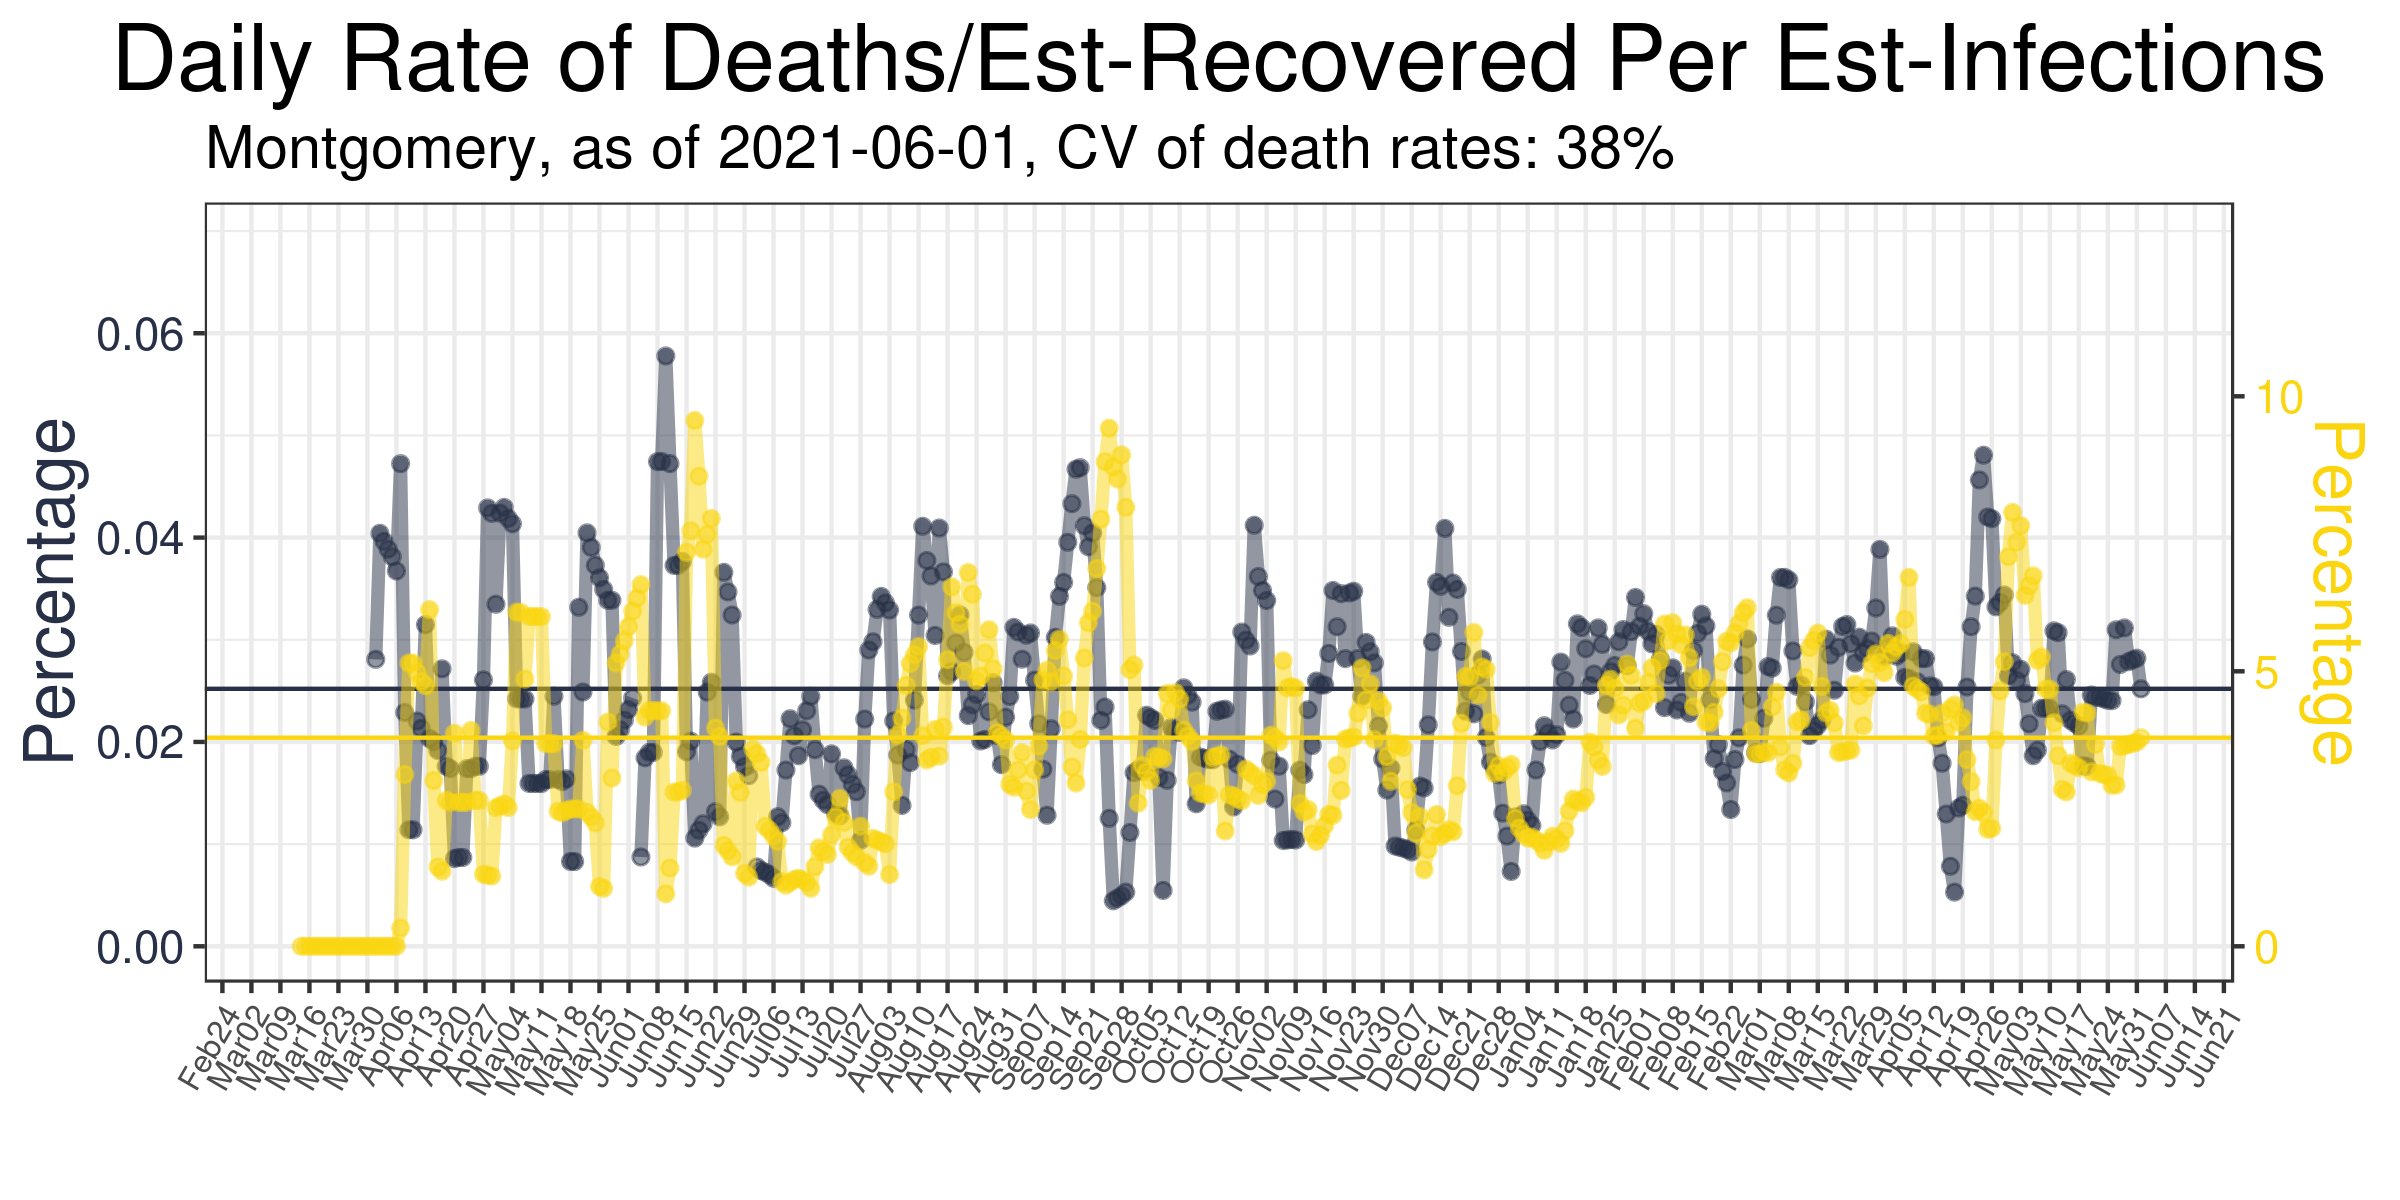 Daily Rate of Deaths/Est-Recovered Per Est-Infections
Montgomery, as of 2021-06-01, CV of death rates: 38%
Percentage
0.06
0.04
0.02
0.00
10
5
0
Percentage
Feb24
Mar02
Mar09
Mar16
Mar23
Mar30
Apr06
Apr13
Apr20
Apr27
May04
May11
May18
May25
Jun01
Jun08
Jun15
Jun22
Jun29
Jul06
Jul13
Jul20
Jul27
Aug03
Aug10
Aug17
Aug24
Aug31
Sep07
Sep14
Sep21
Sep28
Oct05
Oct12
Oct19
Oct26
Nov02
Nov09
Nov16
Nov23
Nov30
Dec07
Dec14
Dec21
Dec28
Jan04
Jan11
Jan18
Jan25
Feb01
Feb08
Feb15
Feb22
Mar01
Mar08
Mar15
Mar22
Mar29
Apr05
Apr12
Apr19
Apr26
May03
May10
May17
May24
May31
Jun07
Jun14
Jun21